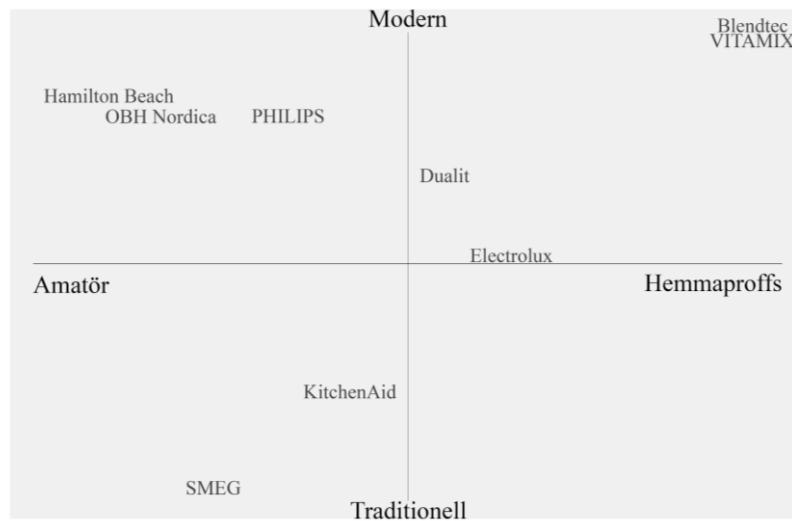 Modern
Blendtec
VITAMIX
Hamilton Beach
OBH Nordica
PHILIPS
Dualit
Electrolux
Amatör
Hemmaproffs
KitchenAid
SMEG
Traditionell